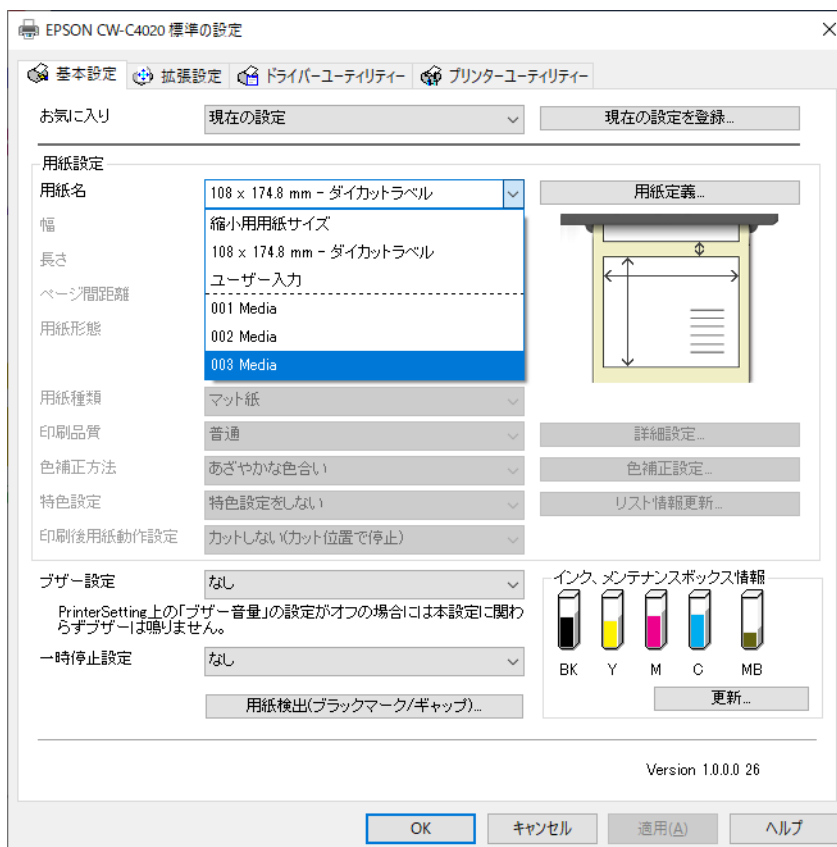 EPSON CW-C4020 標準の設定
基本設定 拡張設定 ドライバーユーティリティー プリンターユーティリティー
お気に入り 現在の設定 現在の設定を登録...
用紙設定
用紙名 108 x 174.8 mm - ダイカットラベル 用紙定義...
幅 縮小用用紙サイズ
長さ 108 x 174.8 mm - ダイカットラベル
ユーザー入力
ページ間距離 001 Media
用紙形態 002 Media
003 Media
用紙種類 マット紙
印刷品質 普通 詳細設定...
色補正方法 あざやかな色合い 色補正設定...
特色設定 特色設定をしない リスト情報更新...
印刷後用紙動作設定 カットしない(カット位置で停止)
ブザー設定 なし インク、メンテナンスボックス情報
PrinterSetting上の「ブザー音量」の設定がオフの場合には本設定に関わ
らずブザーは鳴りません。
一時停止設定 なし
BK Y M C MB
用紙検出(ブラックマーク/ギャップ)... 更新...
Version 1.0.0.0 26
OK キャンセル 適用(A) ヘルプ